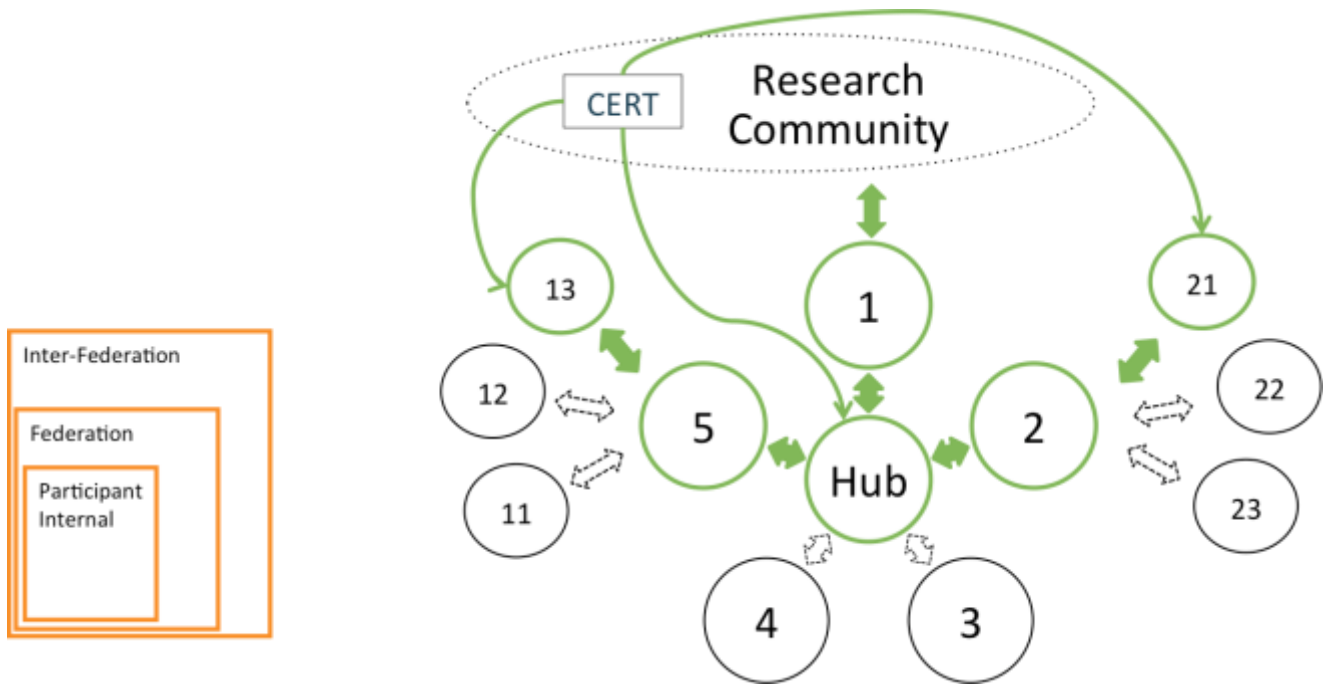 CERT
Research
Community
13
1
21
12
5
2
22
11
Hub
23
4
3
Inter-Federation
Federation
Participant
Internal